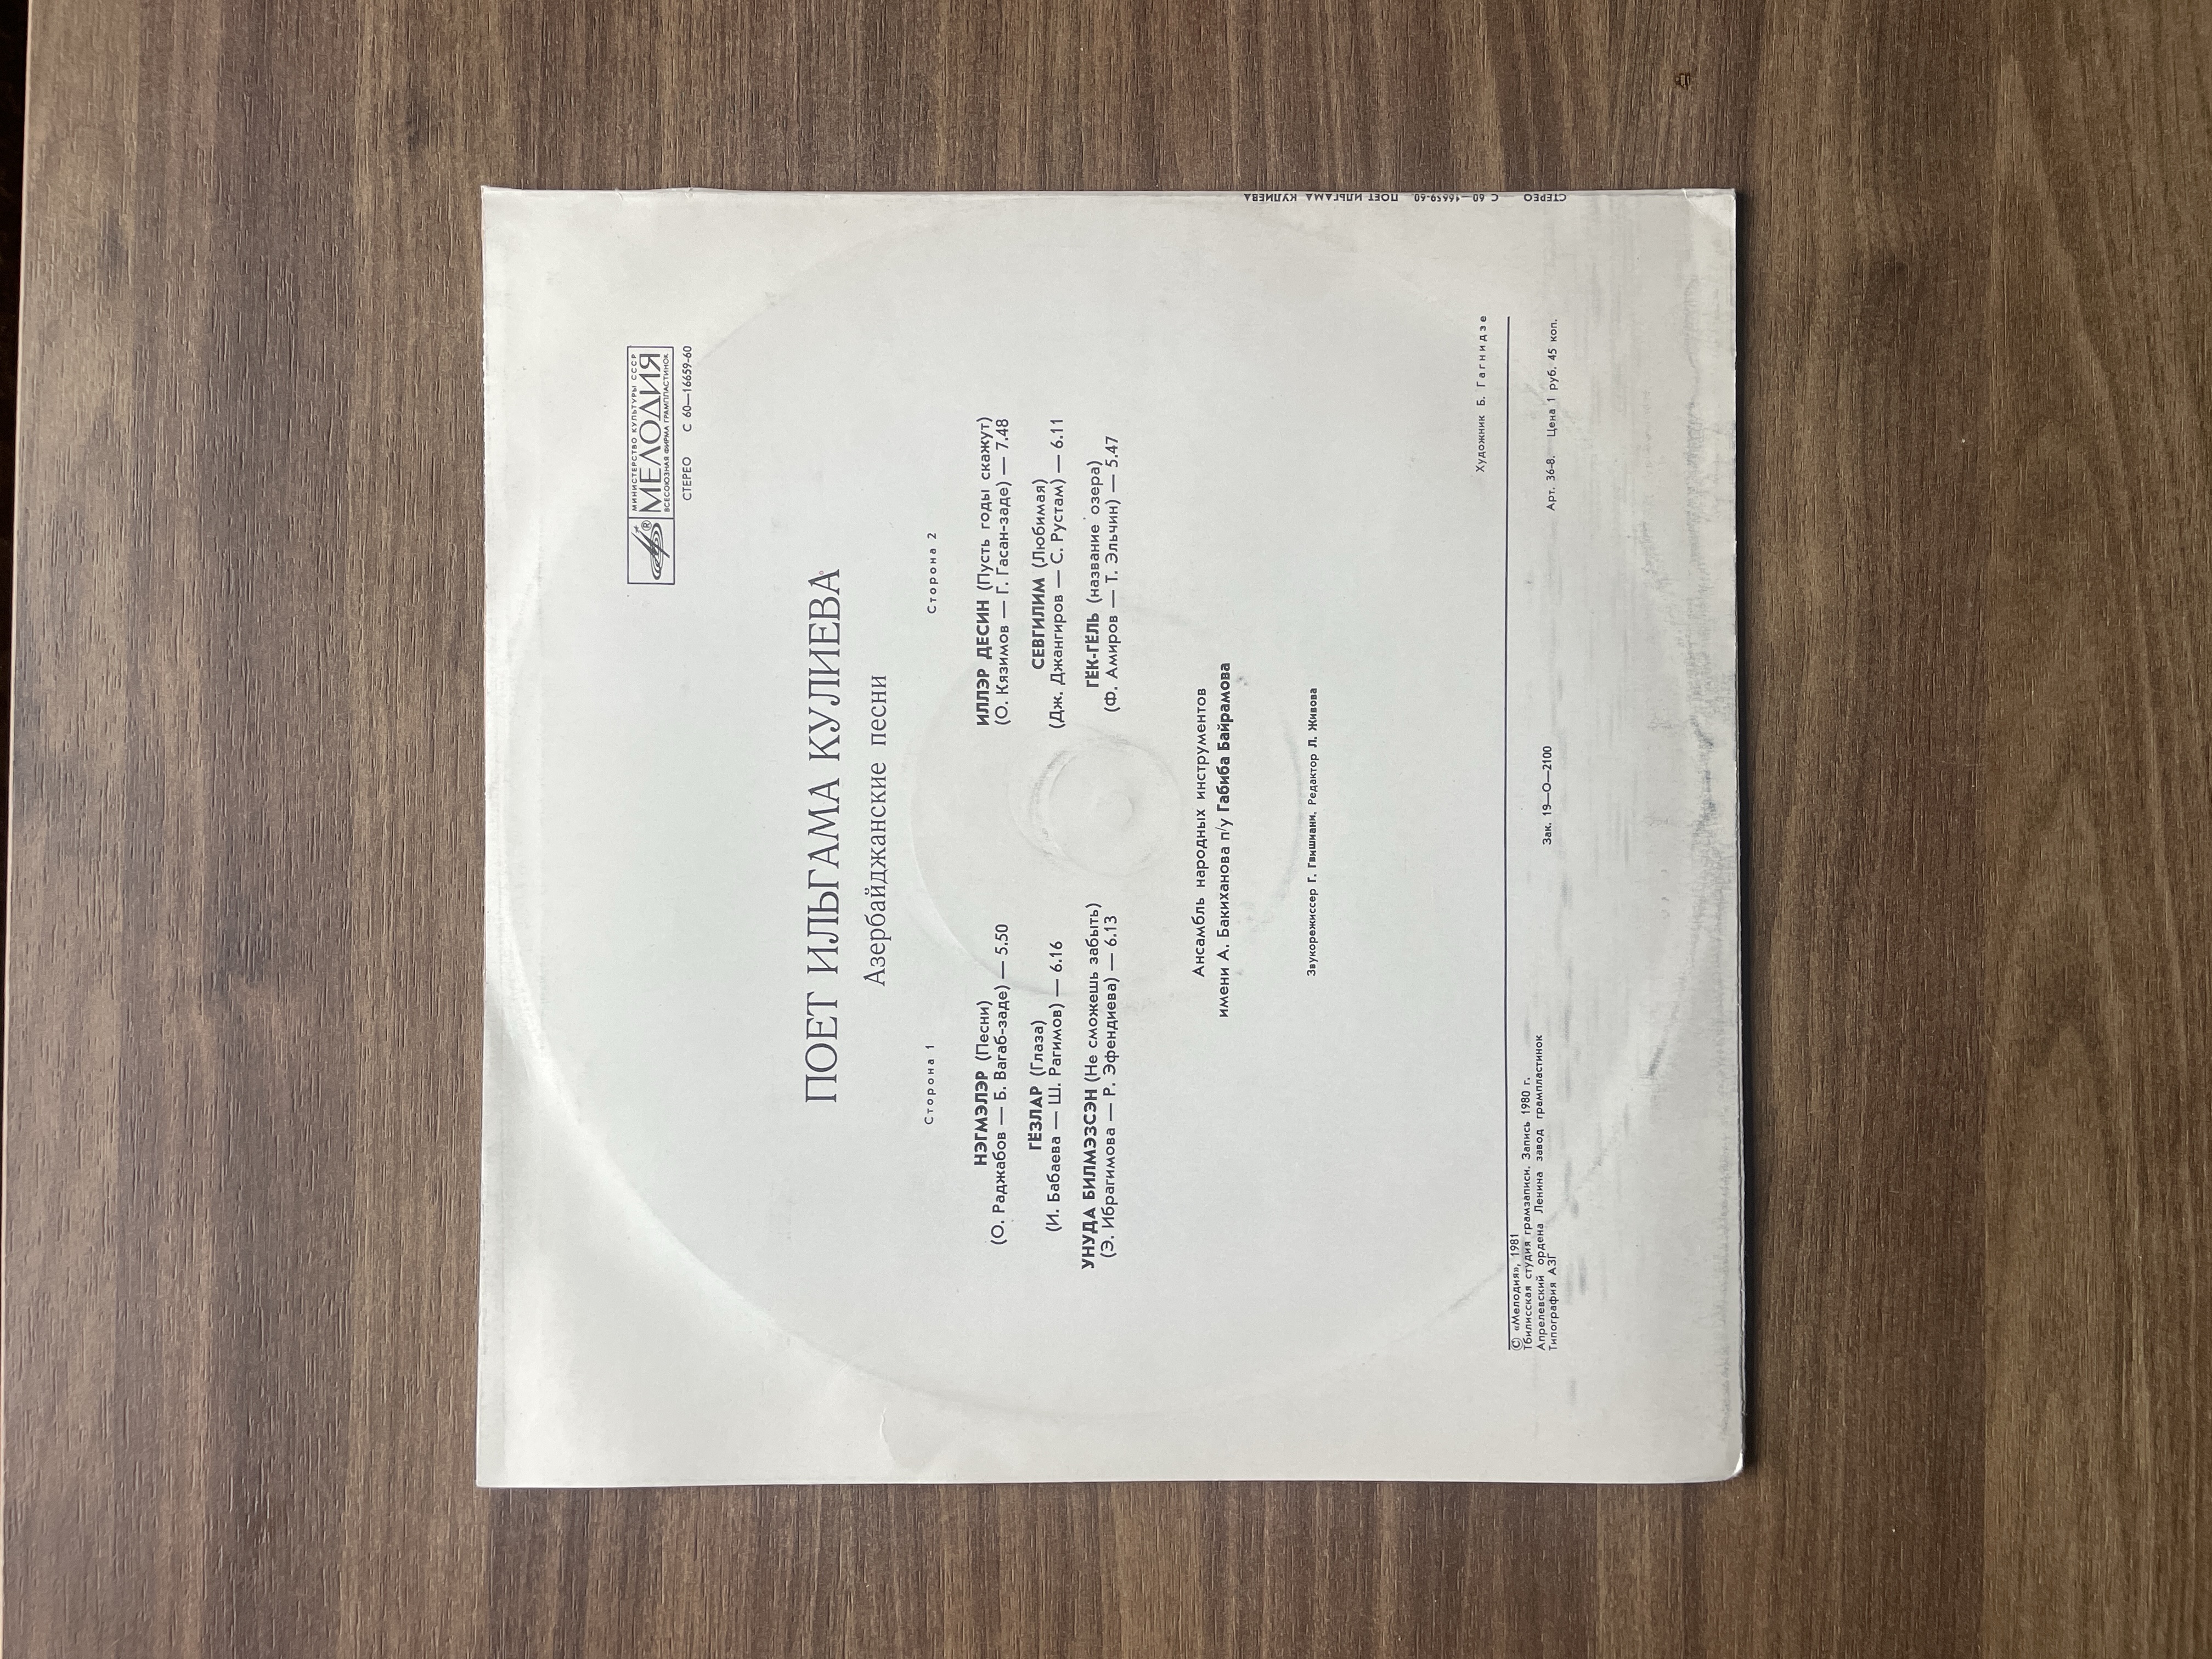 МИНИСТЕРСТВО КУЛЬТУРЫ СССР
МЕЛОДИЯ
ВСЕСОЮЗНАЯ ФИРМА ГРАМПЛАСТИНОК
®
СТЕРЕО С 60—16659-60
ПОЕТ ИЛЬГАМА КУЛИЕВА
Азербайджанские песни
Сторона 1
НЭГМЭЛЭР (Песни)
(О. Раджабов — Б. Вагаб-заде) — 5.50
ГЁЗЛАР (Глаза)
(И. Бабаева — Ш. Рагимов) — 6.16
УНУДА БИЛМЭЗСЭН (Не сможешь забыть)
(Э. Ибрагимова — Р. Эфендиева) — 6.13
Сторона 2
ИЛЛЭР ДЕСИН (Пусть годы скажут)
(О. Кязимов — Г. Гасан-заде) — 7.48
СЕВГИЛИМ (Любимая)
(Дж. Джангиров — С. Рустам) — 6.11
ГЁК-ГЁЛЬ (название озера)
(Ф. Амиров — Т. Эльчин) — 5.47
Ансамбль народных инструментов
имени А. Бакиханова п/у Габиба Байрамова
Звукорежиссер Г. Гвишиани. Редактор Л. Живова
Художник Б. Гагнидзе
© «Мелодия», 1981
Тбилисская студия грамзаписи. Запись 1980 г.
Апрелевский ордена Ленина завод грампластинок
Типография АЗГ
Зак. 19—О—2100
Арт. 36-8. Цена 1 руб. 45 коп.
СТЕРЕО С 60—16659-60 ПОЕТ ИЛЬГАМА КУЛИЕВА